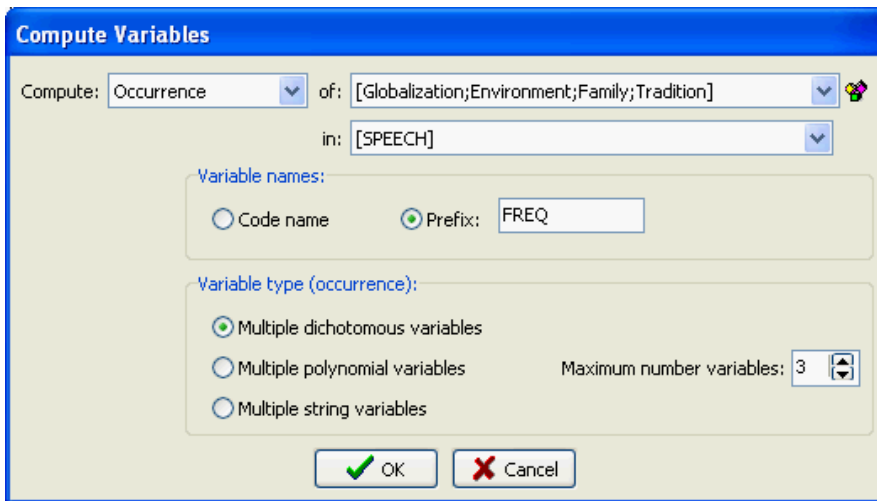 Compute Variables
Compute: Occurrence of: [Globalization;Environment;Family;Tradition]
in: [SPEECH]
Variable names:
Code name Prefix: FREQ
Variable type (occurrence):
Multiple dichotomous variables
Multiple polynomial variables Maximum number variables: 3
Multiple string variables
OK Cancel